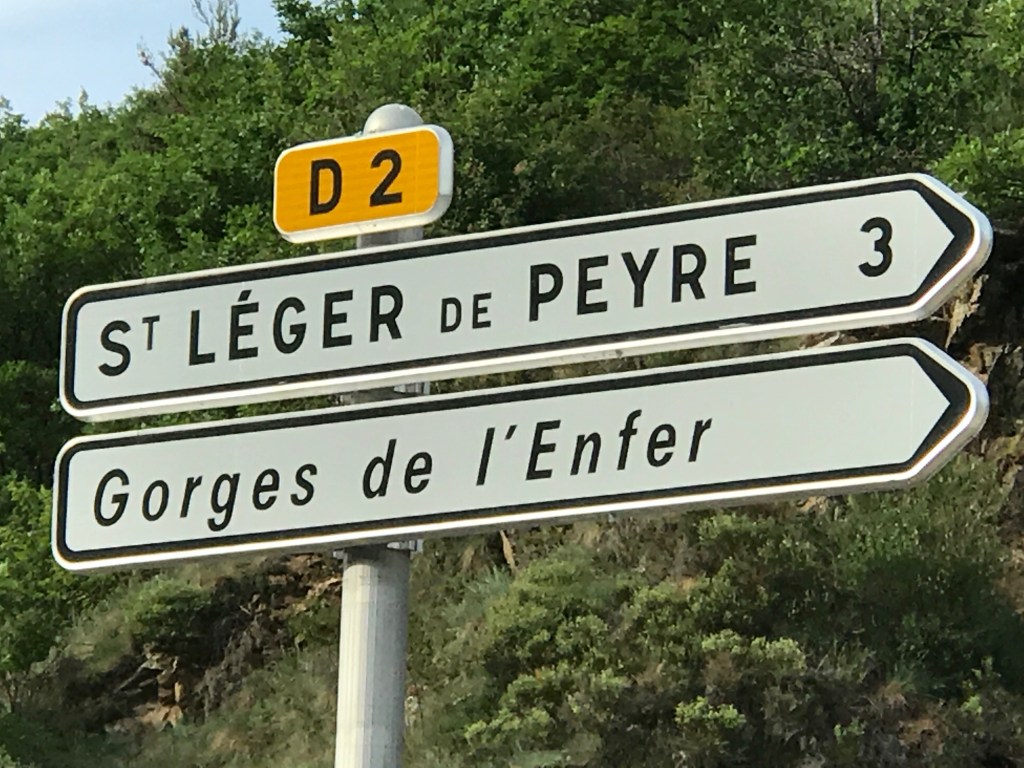 D 2
ST LÉGER DE PEYRE 3
Gorges de l'Enfer